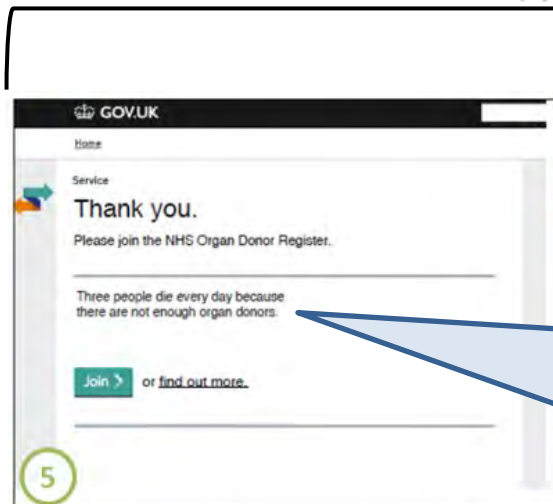 GOV.UK
Home
Service
Thank you.
Please join the NHS Organ Donor Register.
Three people die every day because
there are not enough organ donors.
Join > or find out more.
5